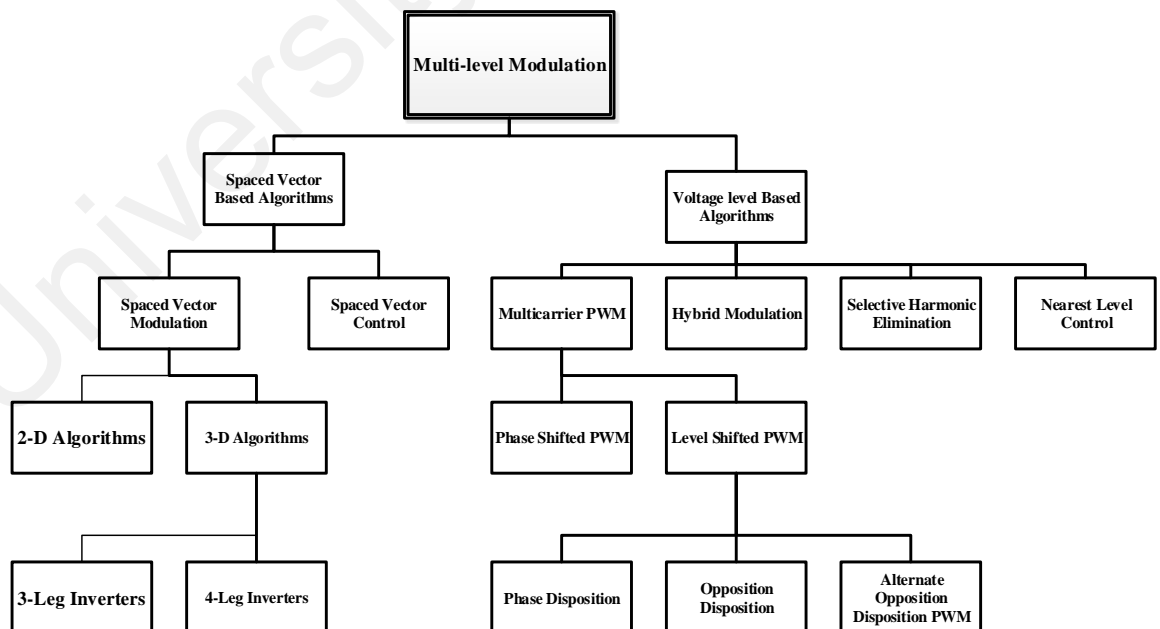 Universit
Multi-level Modulation
Spaced Vector
Based Algorithms
Voltage level Based
Algorithms
Spaced Vector
Modulation
Spaced Vector
Control
Multicarrier PWM
Hybrid Modulation
Selective Harmonic
Elimination
Nearest Level
Control
2-D Algorithms
3-D Algorithms
Phase Shifted PWM
Level Shifted PWM
3-Leg Inverters
4-Leg Inverters
Phase Disposition
Opposition
Disposition
Alternate
Opposition
Disposition PWM